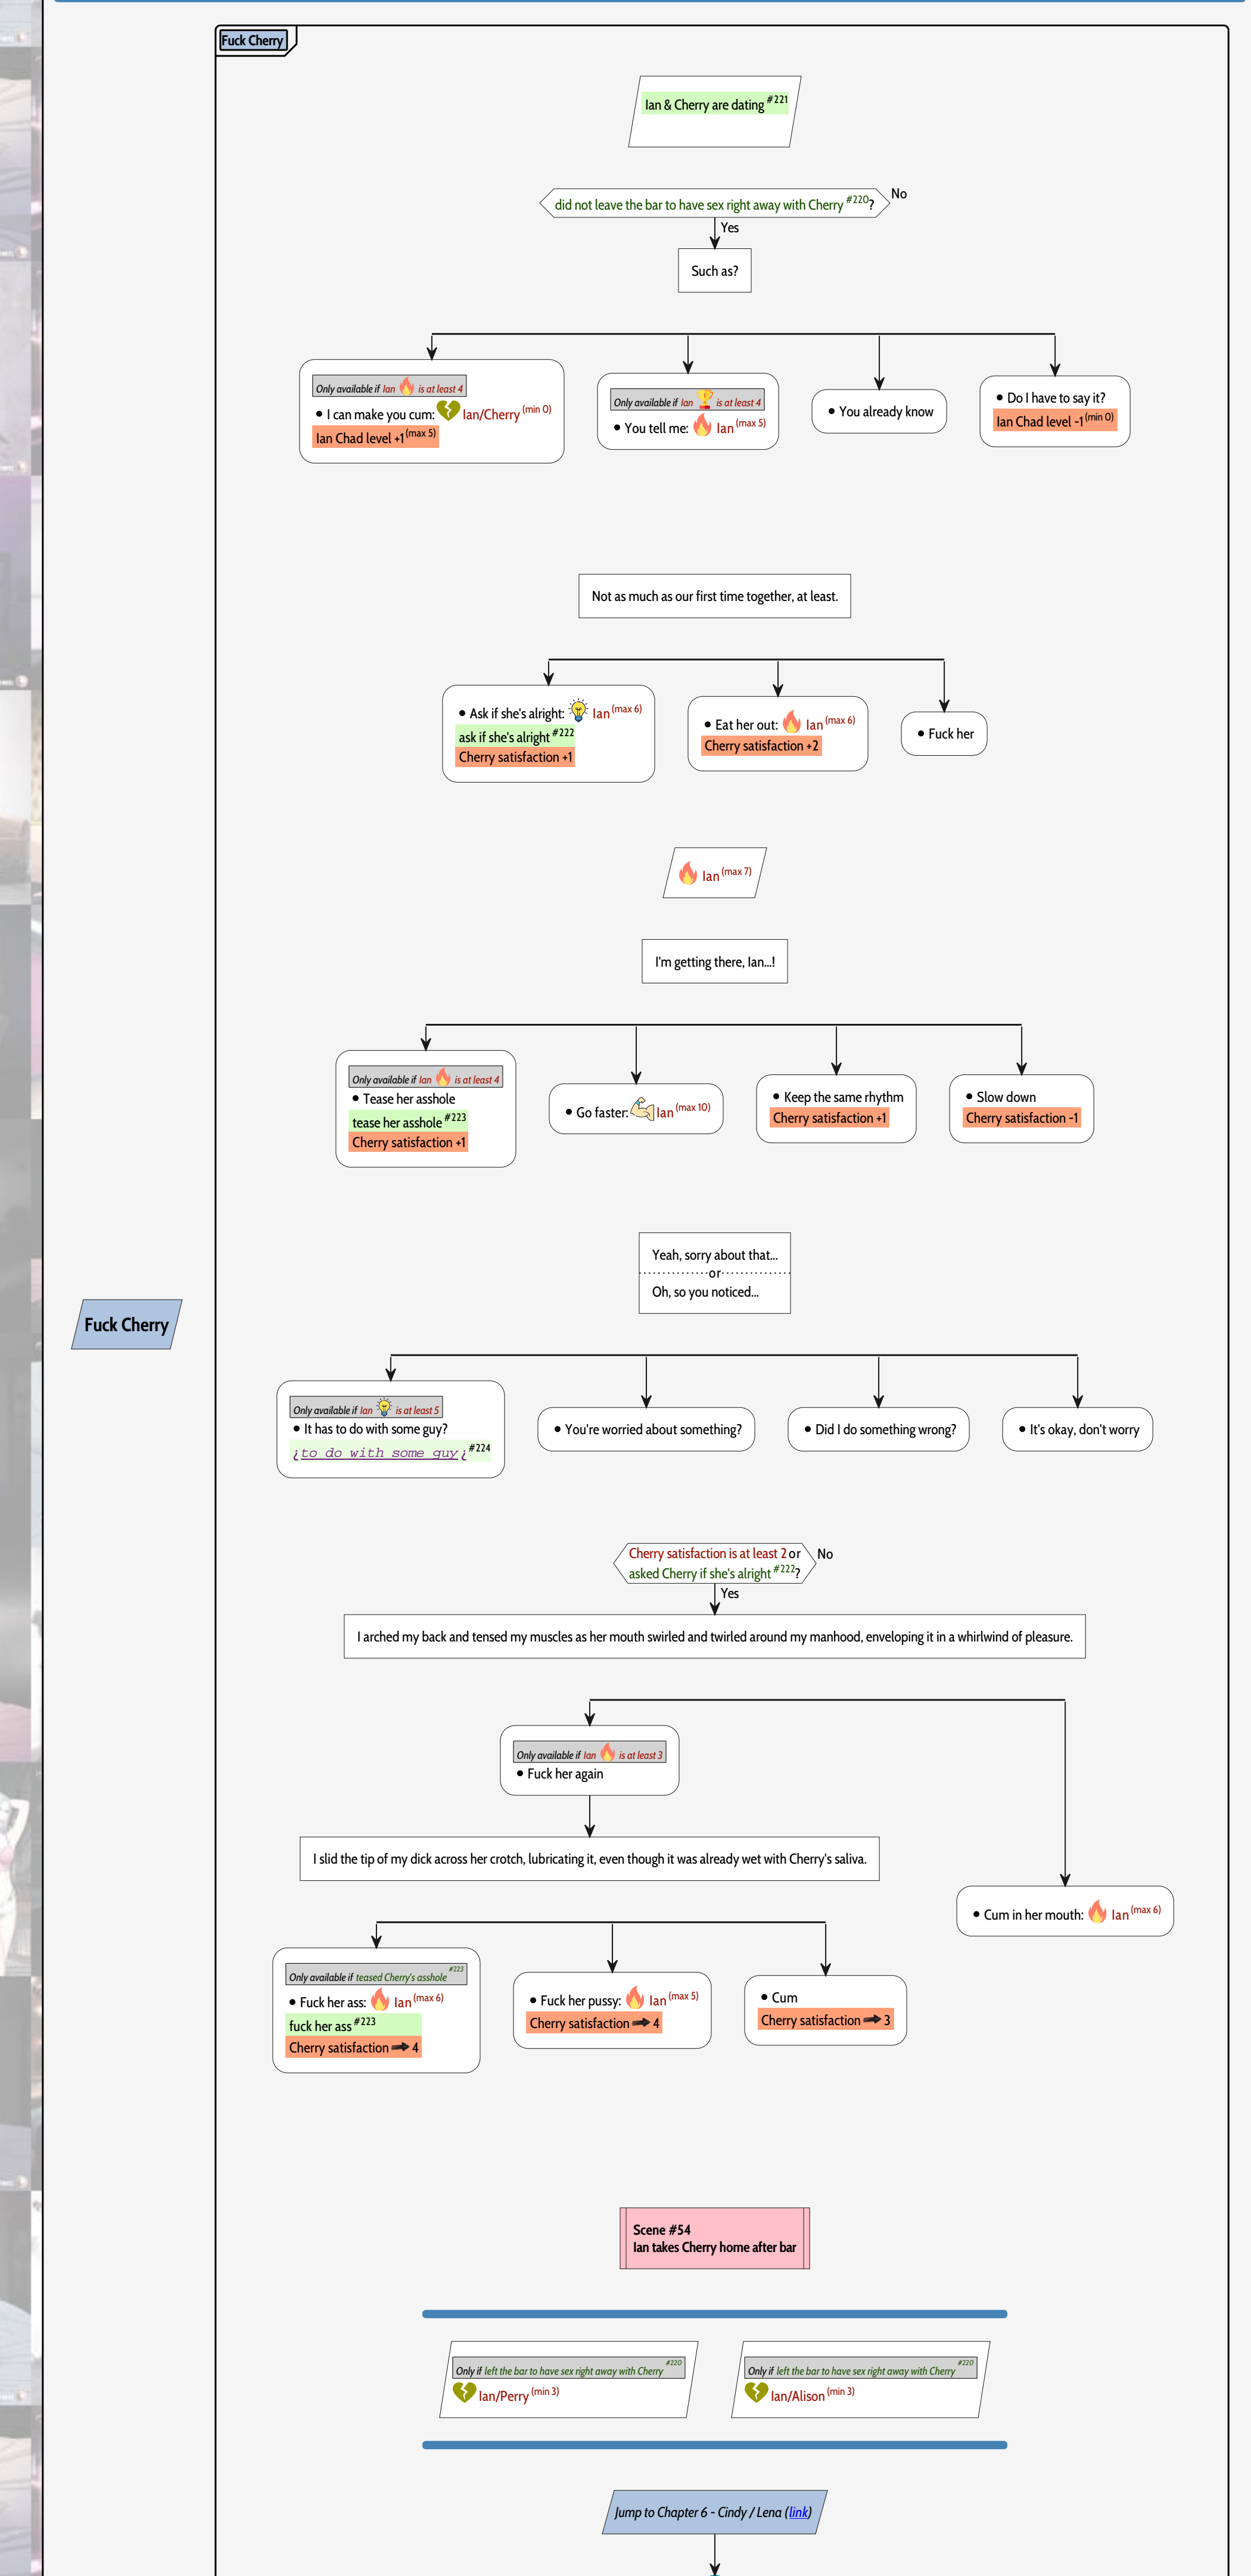 Fuck Cherry
Ian & Cherry are dating #221
did not leave the bar to have sex right away with Cherry #220?
No
Yes
Such as?
Only available if Ian 🔥 is at least 4
• I can make you cum: 💔 Ian/Cherry (min 0)
Ian Chad level +1 (max 5)
Only available if Ian 🏆 is at least 4
• You tell me: 🔥 Ian (max 5)
• You already know
• Do I have to say it?
Ian Chad level -1 (min 0)
Not as much as our first time together, at least.
• Ask if she's alright: 💡 Ian (max 6)
ask if she's alright #222
Cherry satisfaction +1
• Eat her out: 🔥 Ian (max 6)
Cherry satisfaction +2
• Fuck her
🔥 Ian (max 7)
I'm getting there, Ian...!
Only available if Ian 🔥 is at least 4
• Tease her asshole
tease her asshole #223
Cherry satisfaction +1
• Go faster: 💪 Ian (max 10)
• Keep the same rhythm
Cherry satisfaction +1
• Slow down
Cherry satisfaction -1
Yeah, sorry about that...
or
Oh, so you noticed...
Fuck Cherry
Only available if Ian 💡 is at least 5
• It has to do with some guy?
¿to do with some guy¿ #224
• You're worried about something?
• Did I do something wrong?
• It's okay, don't worry
Cherry satisfaction is at least 2 or
asked Cherry if she's alright #222?
No
Yes
I arched my back and tensed my muscles as her mouth swirled and twirled around my manhood, enveloping it in a whirlwind of pleasure.
Only available if Ian 🔥 is at least 3
• Fuck her again
I slid the tip of my dick across her crotch, lubricating it, even though it was already wet with Cherry's saliva.
• Cum in her mouth: 🔥 Ian (max 6)
Only available if teased Cherry's asshole #223
• Fuck her ass: 🔥 Ian (max 6)
fuck her ass #223
Cherry satisfaction ➡ 4
• Fuck her pussy: 🔥 Ian (max 5)
Cherry satisfaction ➡ 4
• Cum
Cherry satisfaction ➡ 3
Scene #54
Ian takes Cherry home after bar
Only if left the bar to have sex right away with Cherry #220
💔 Ian/Perry (min 3)
Only if left the bar to have sex right away with Cherry #220
💔 Ian/Alison (min 3)
Jump to Chapter 6 - Cindy / Lena (link)